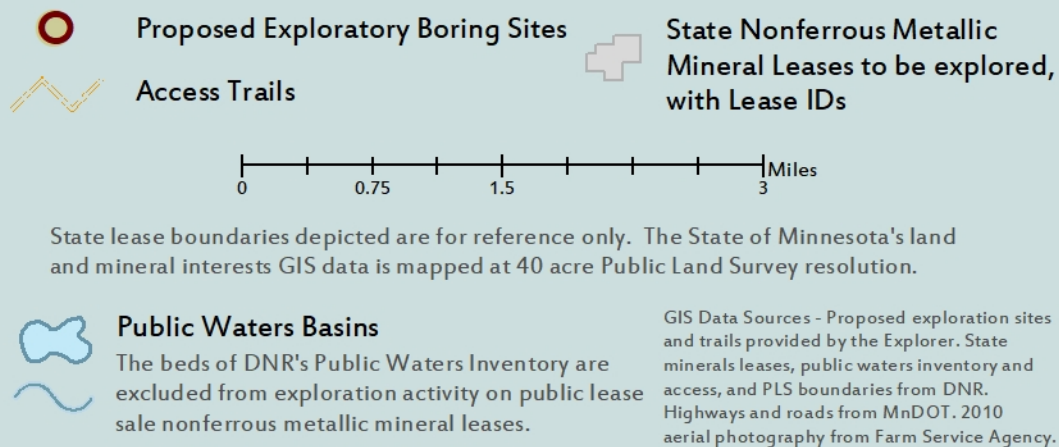 Proposed Exploratory Boring Sites
Access Trails
State Nonferrous Metallic
Mineral Leases to be explored,
with Lease IDs
0 0.75 1.5 3 Miles
State lease boundaries depicted are for reference only. The State of Minnesota's land
and mineral interests GIS data is mapped at 40 acre Public Land Survey resolution.
Public Waters Basins
The beds of DNR's Public Waters Inventory are
excluded from exploration activity on public lease
sale nonferrous metallic mineral leases.
GIS Data Sources - Proposed exploration sites
and trails provided by the Explorer. State
minerals leases, public waters inventory and
access, and PLS boundaries from DNR.
Highways and roads from MnDOT. 2010
aerial photography from Farm Service Agency.